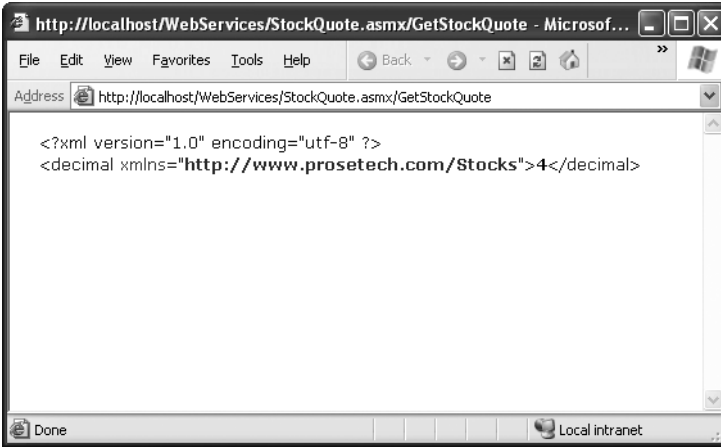 http://localhost/WebServices/StockQuote.asmx/GetStockQuote - Microsof...
File Edit View Favorites Tools Help Back »
Address http://localhost/WebServices/StockQuote.asmx/GetStockQuote
<?xml version="1.0" encoding="utf-8" ?>
<decimal xmlns="http://www.prosetech.com/Stocks">4</decimal>
Done Local intranet